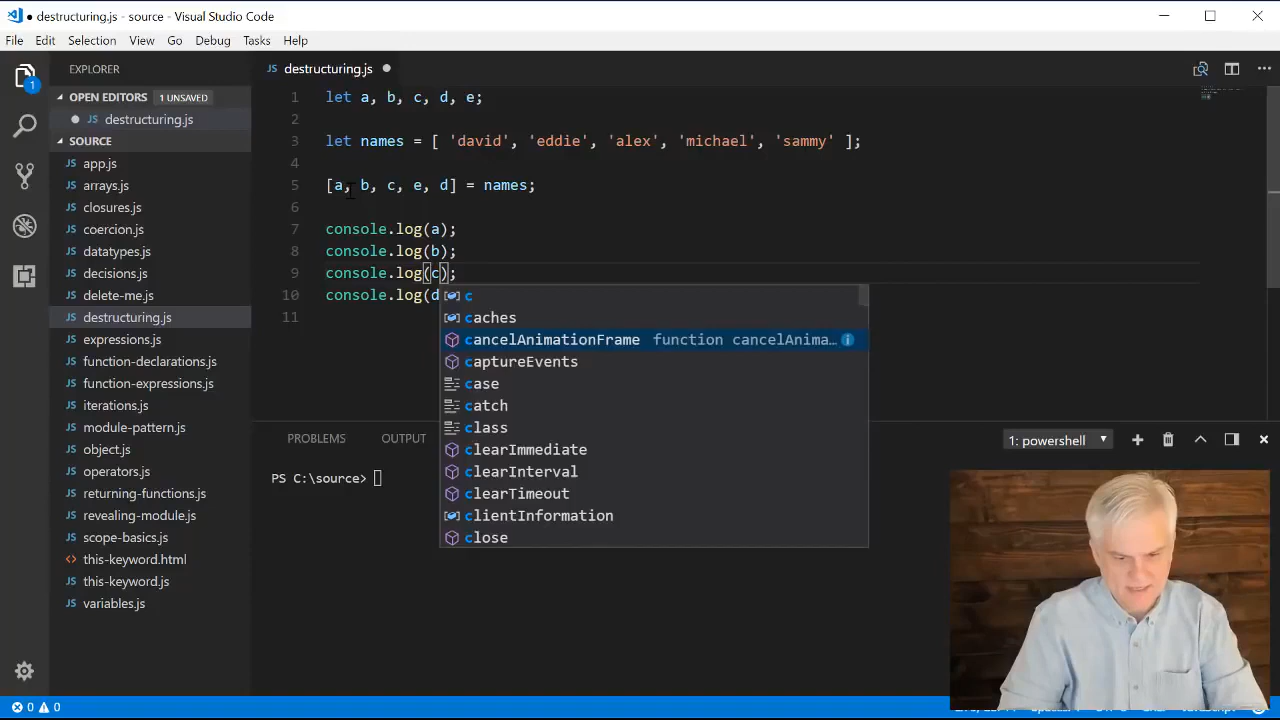 destructuring.js - source - Visual Studio Code
File Edit Selection View Go Debug Tasks Help
EXPLORER
destructuring.js
OPEN EDITORS 1 UNSAVED
destructuring.js
SOURCE
app.js
arrays.js
closures.js
coercion.js
datatypes.js
decisions.js
delete-me.js
destructuring.js
expressions.js
function-declarations.js
function-expressions.js
iterations.js
module-pattern.js
object.js
operators.js
returning-functions.js
revealing-module.js
scope-basics.js
this-keyword.html
this-keyword.js
variables.js
1 let a, b, c, d, e;
2
3 let names = [ 'david', 'eddie', 'alex', 'michael', 'sammy' ];
4
5 [a, b, c, e, d] = names;
6
7 console.log(a);
8 console.log(b);
9 console.log(c);
10 console.log(d
11
c
caches
cancelAnimationFrame function cancelAnima…
captureEvents
case
catch
class
clearImmediate
clearInterval
clearTimeout
clientInformation
close
PROBLEMS OUTPUT
1: powershell
PS C:\source>
0 0